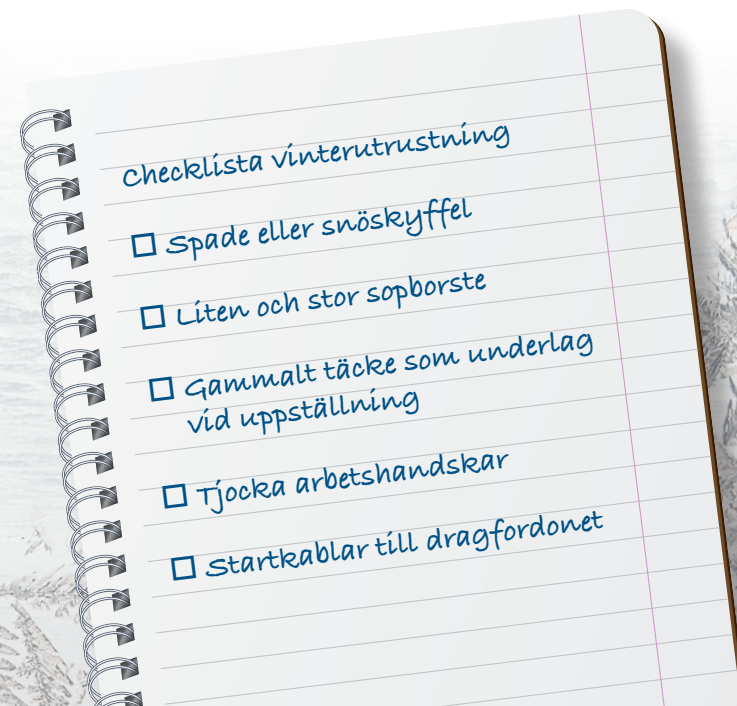 Checklista vinterutrustning
Spade eller snöskyffel
Liten och stor sopborste
Gammalt täcke som underlag
vid uppställning
Tjocka arbetshandskar
Startkablar till dragfordonet